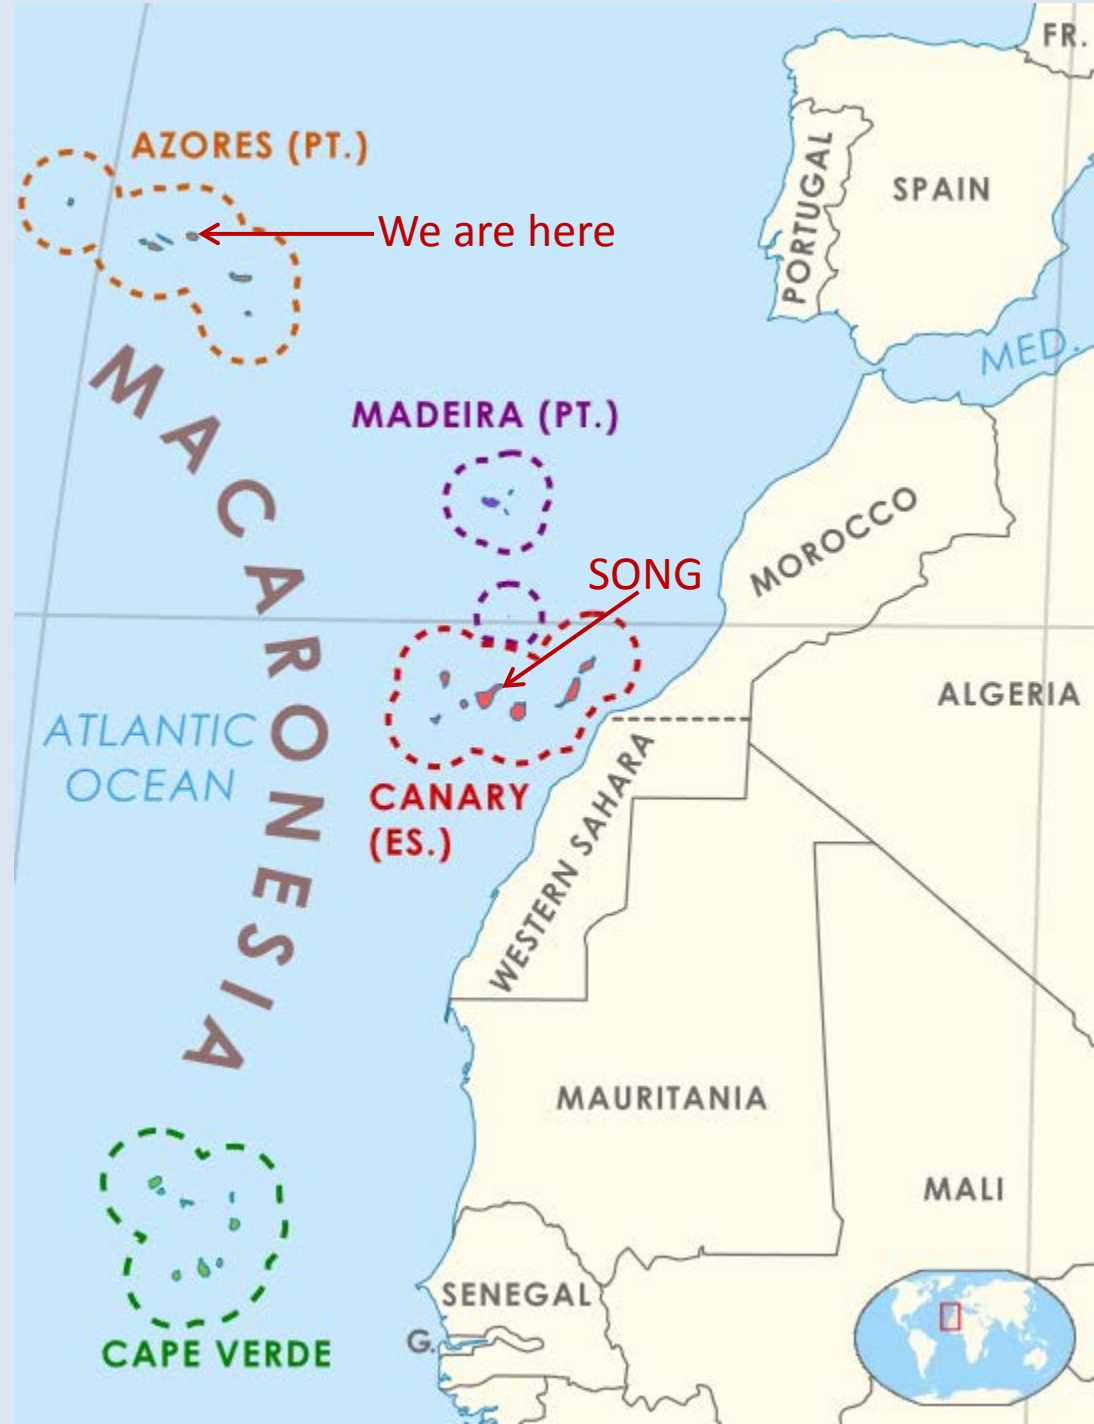 FR.
AZORES (PT.)
PORTUGAL
SPAIN
We are here
MED.
MACARONESIA
MADEIRA (PT.)
MOROCCO
SONG
ALGERIA
ATLANTIC
OCEAN
CANARY
(ES.)
WESTERN SAHARA
MAURITANIA
MALI
SENEGAL
G.
CAPE VERDE